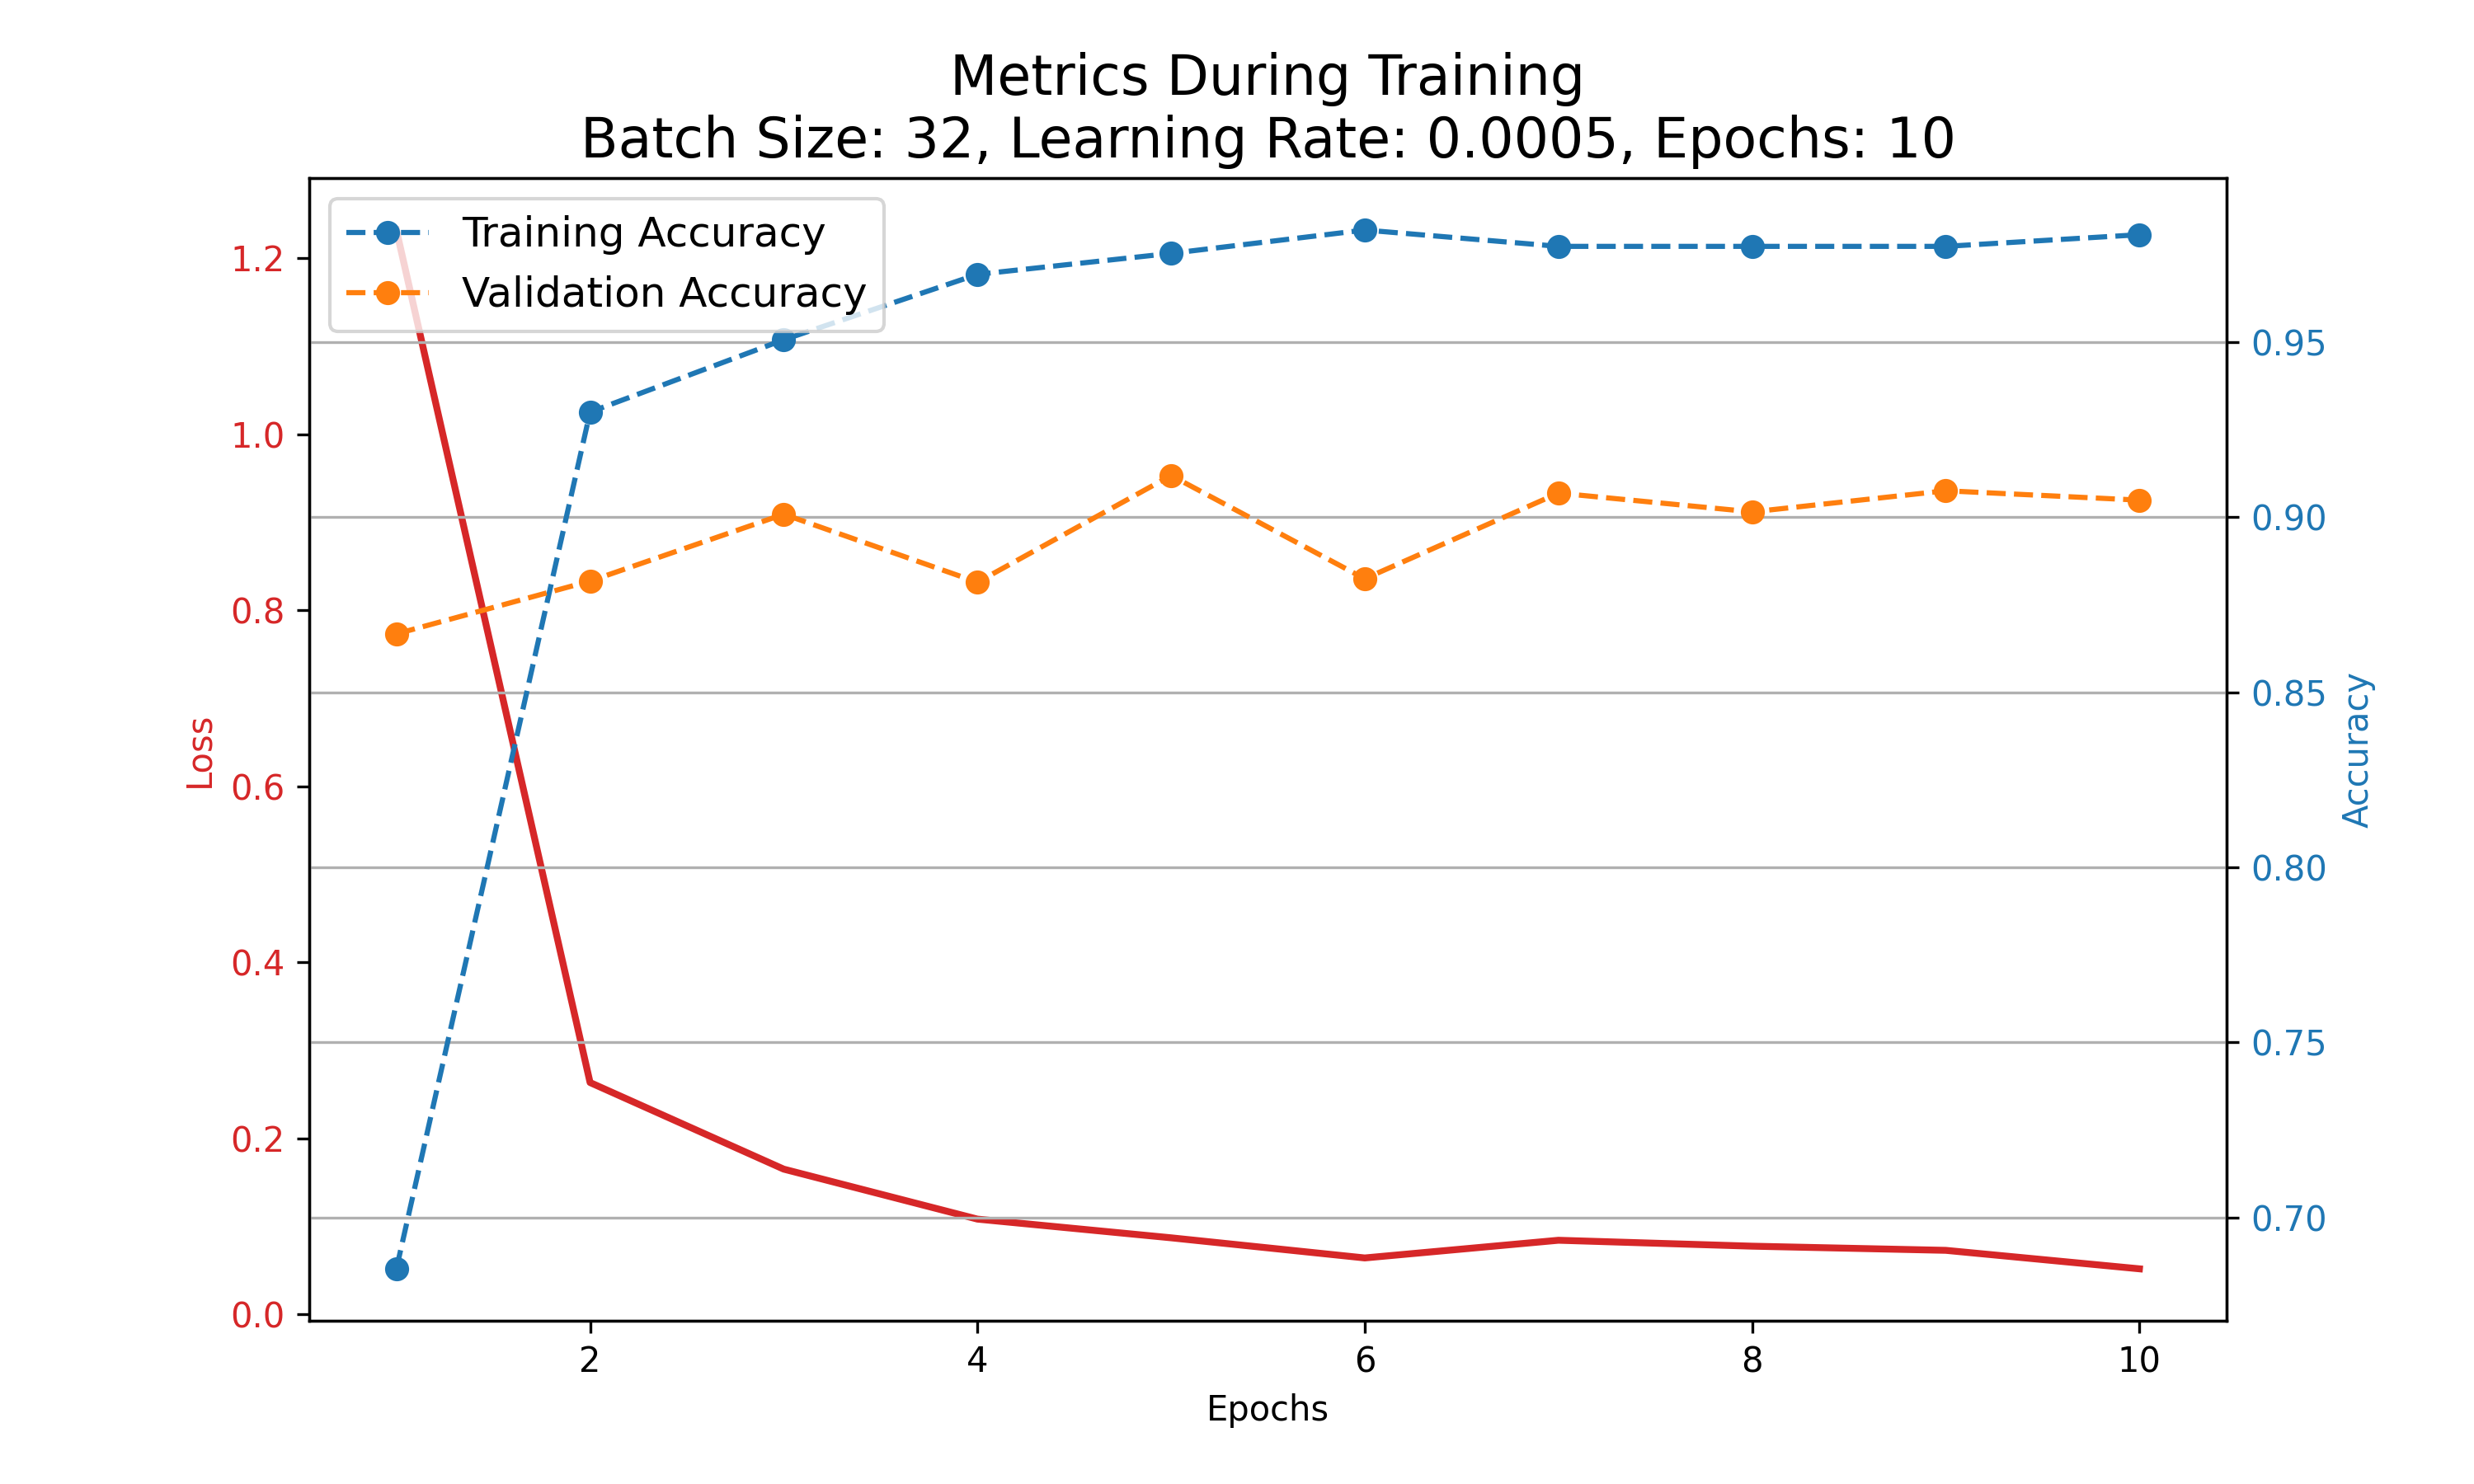 Metrics During Training
Batch Size: 32, Learning Rate: 0.0005, Epochs: 10
Training Accuracy
Validation Accuracy
1.2
1.0
0.8
0.6
0.4
0.2
0.0
Loss
0.95
0.90
0.85
0.80
0.75
0.70
Accuracy
2 4 6 8 10
Epochs